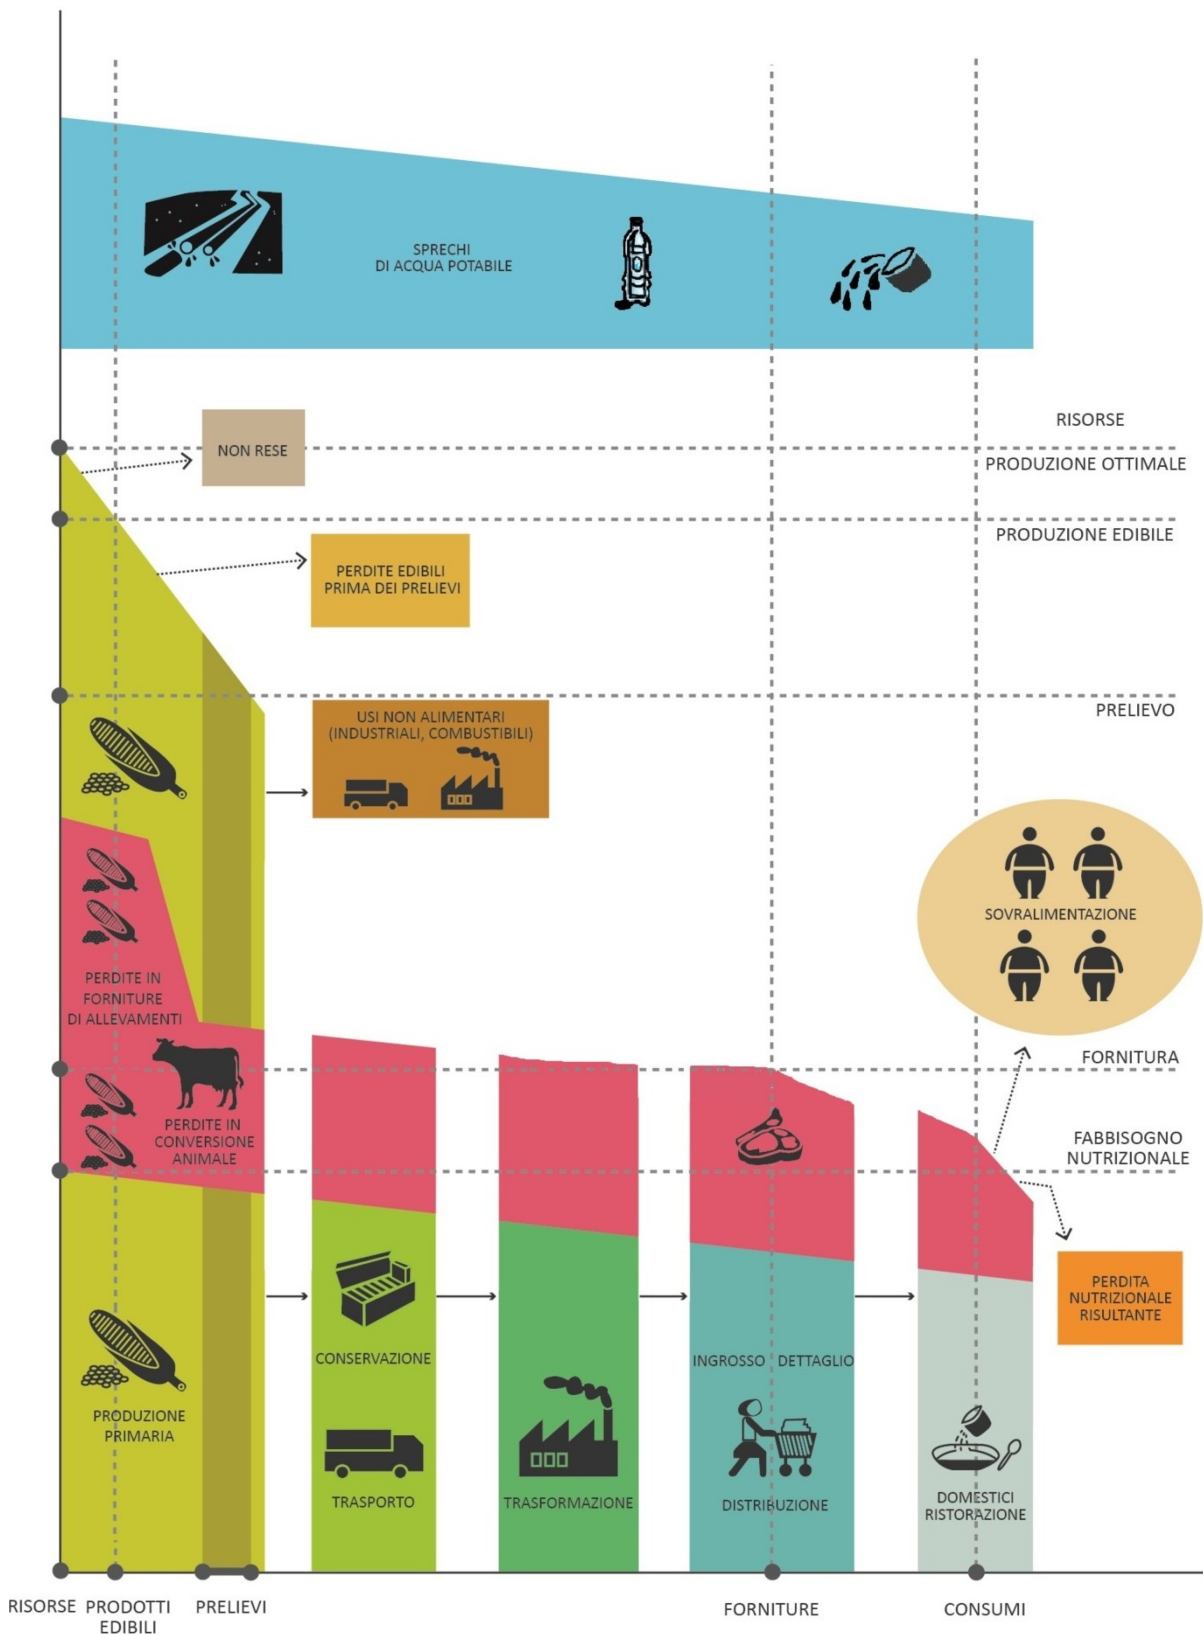 SPRECHI
DI ACQUA POTABILE
RISORSE
NON RESE
PRODUZIONE OTTIMALE
PRODUZIONE EDIBILE
PERDITE EDIBILI
PRIMA DEI PRELIEVI
PRELIEVO
USI NON ALIMENTARI
(INDUSTRIALI, COMBUSTIBILI)
SOVRALIMENTAZIONE
PERDITE IN
FORNITURE
DI ALLEVAMENTI
FORNITURA
PERDITE IN
CONVERSIONE
ANIMALE
FABBISOGNO
NUTRIZIONALE
PERDITA
NUTRIZIONALE
RISULTANTE
CONSERVAZIONE
INGROSSO DETTAGLIO
PRODUZIONE
PRIMARIA
TRASPORTO
TRASFORMAZIONE
DISTRIBUZIONE
DOMESTICI
RISTORAZIONE
RISORSE
PRODOTTI
EDIBILI
PRELIEVI
FORNITURE
CONSUMI